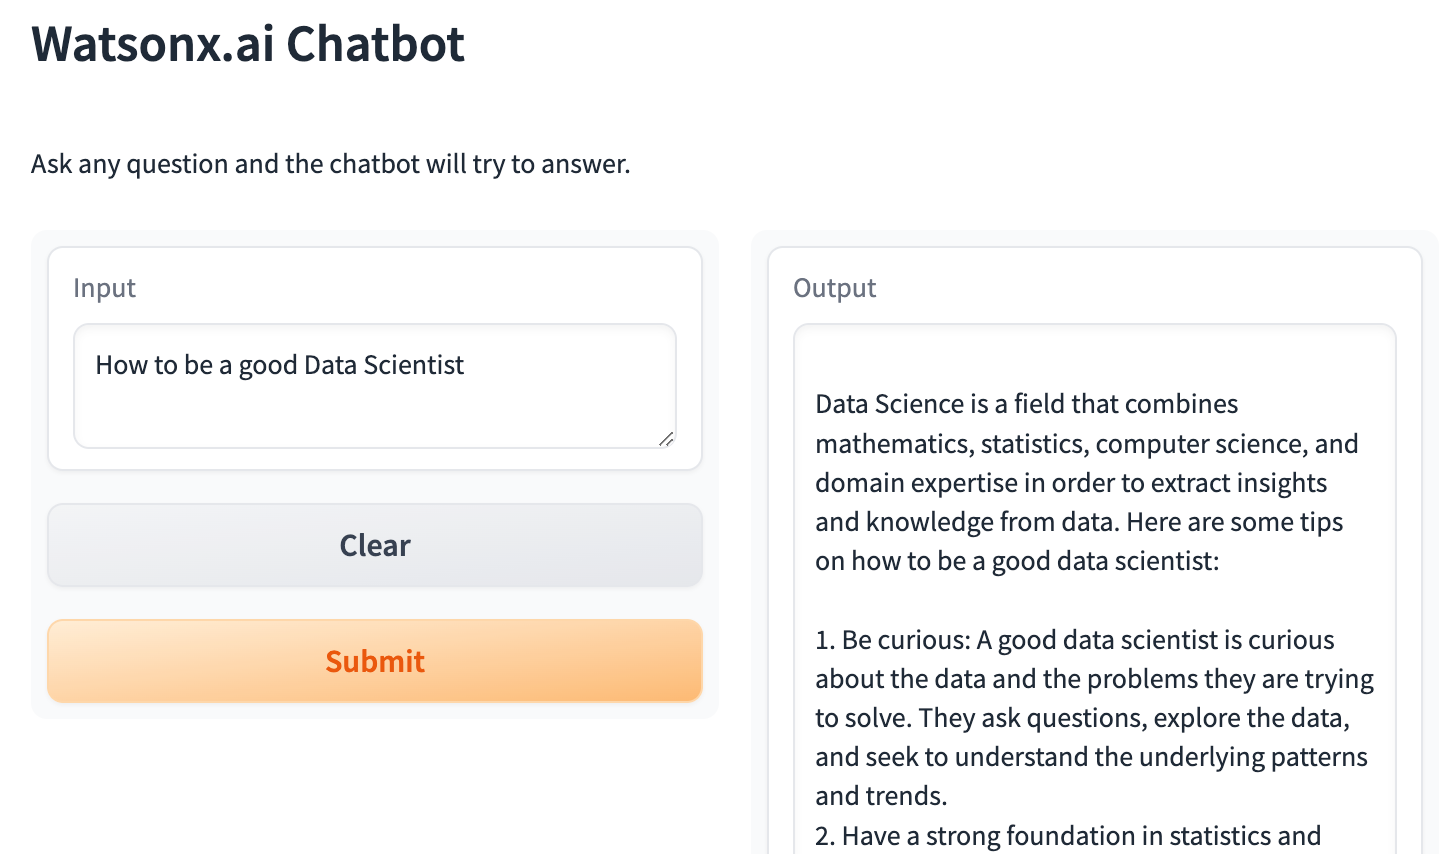 Watsonx.ai Chatbot
Ask any question and the chatbot will try to answer.
Input
How to be a good Data Scientist
Clear
Submit
Output
Data Science is a field that combines
mathematics, statistics, computer science, and
domain expertise in order to extract insights
and knowledge from data. Here are some tips
on how to be a good data scientist:
1. Be curious: A good data scientist is curious
about the data and the problems they are trying
to solve. They ask questions, explore the data,
and seek to understand the underlying patterns
and trends.
2. Have a strong foundation in statistics and